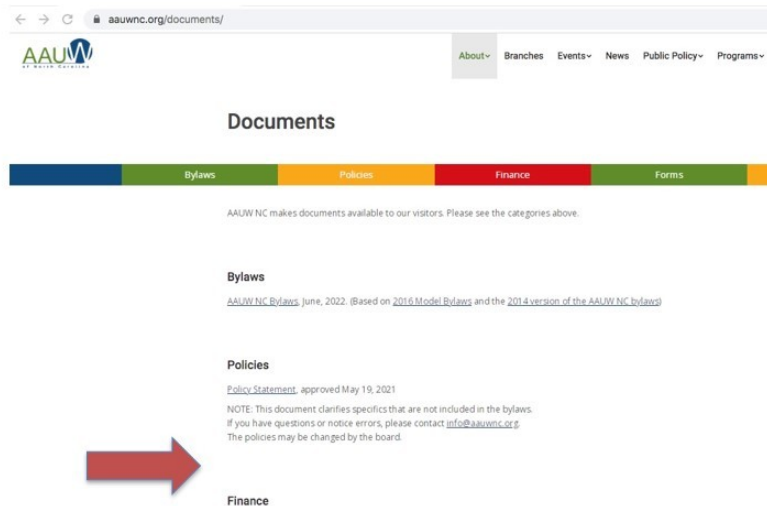 aauwnc.org/documents/
AAUW
of North Carolina
About Branches Events News Public Policy Programs
Documents
Bylaws Policies Finance Forms
AAUW NC makes documents available to our visitors. Please see the categories above.
Bylaws
AAUW NC Bylaws, June, 2022. (Based on 2016 Model Bylaws and the 2014 version of the AAUW NC bylaws)
Policies
Policy Statement, approved May 19, 2021
NOTE: This document clarifies specifics that are not included in the bylaws.
If you have questions or notice errors, please contact info@aauwnc.org.
The policies may be changed by the board.
Finance